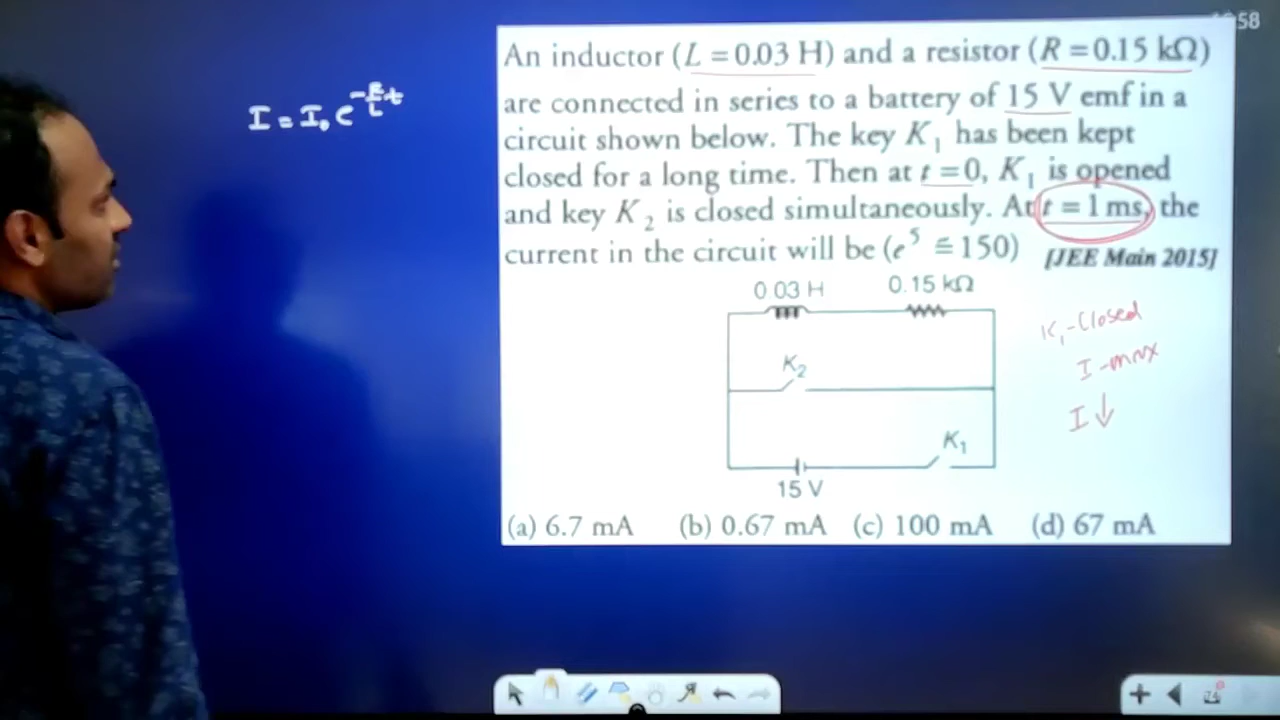 58
I = I₀ e^(-R/L t)
An inductor (L = 0.03 H) and a resistor (R = 0.15 kΩ)
are connected in series to a battery of 15 V emf in a
circuit shown below. The key K₁ has been kept
closed for a long time. Then at t = 0, K₁ is opened
and key K₂ is closed simultaneously. At t = 1 ms, the
current in the circuit will be (e⁵ ≅ 150)
[JEE Main 2015]
0 03 H 0.15 kΩ
K₂
K₁
15 V
K₁-Closed
I-max
I↓
(a) 6.7 mA (b) 0.67 mA (c) 100 mA (d) 67 mA